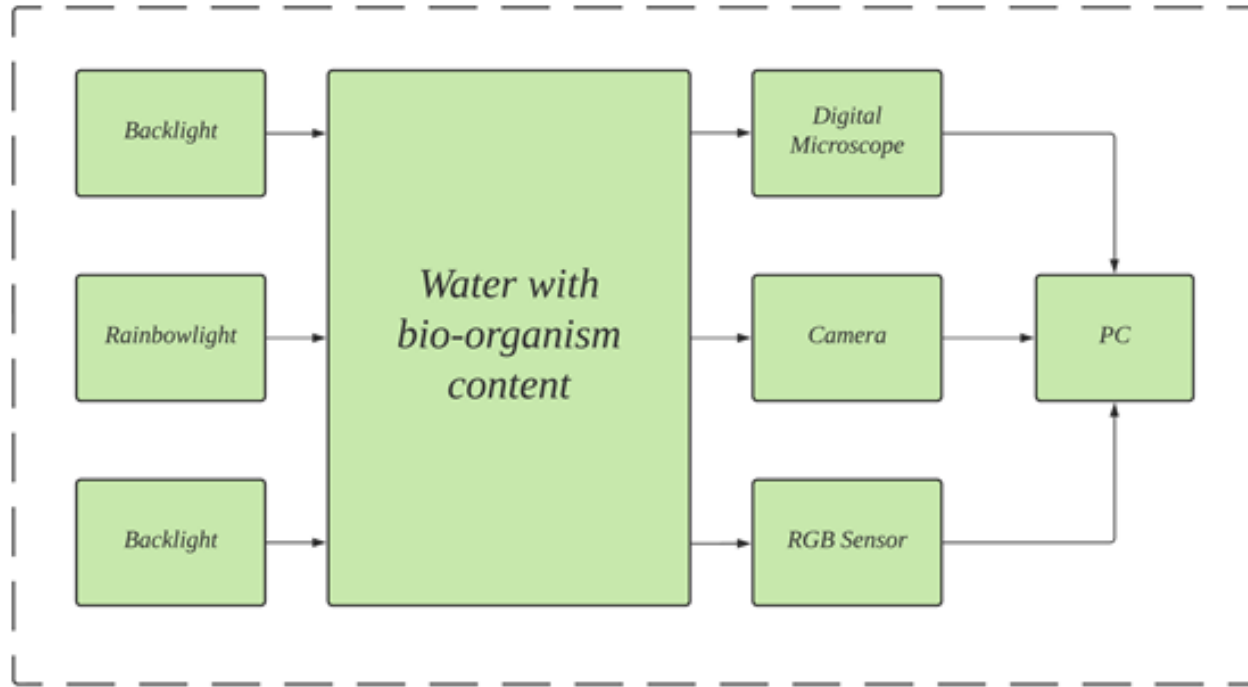 Backlight
Digital
Microscope
Water with
bio-organism
content
Rainbowlight
Camera
PC
Backlight
RGB Sensor